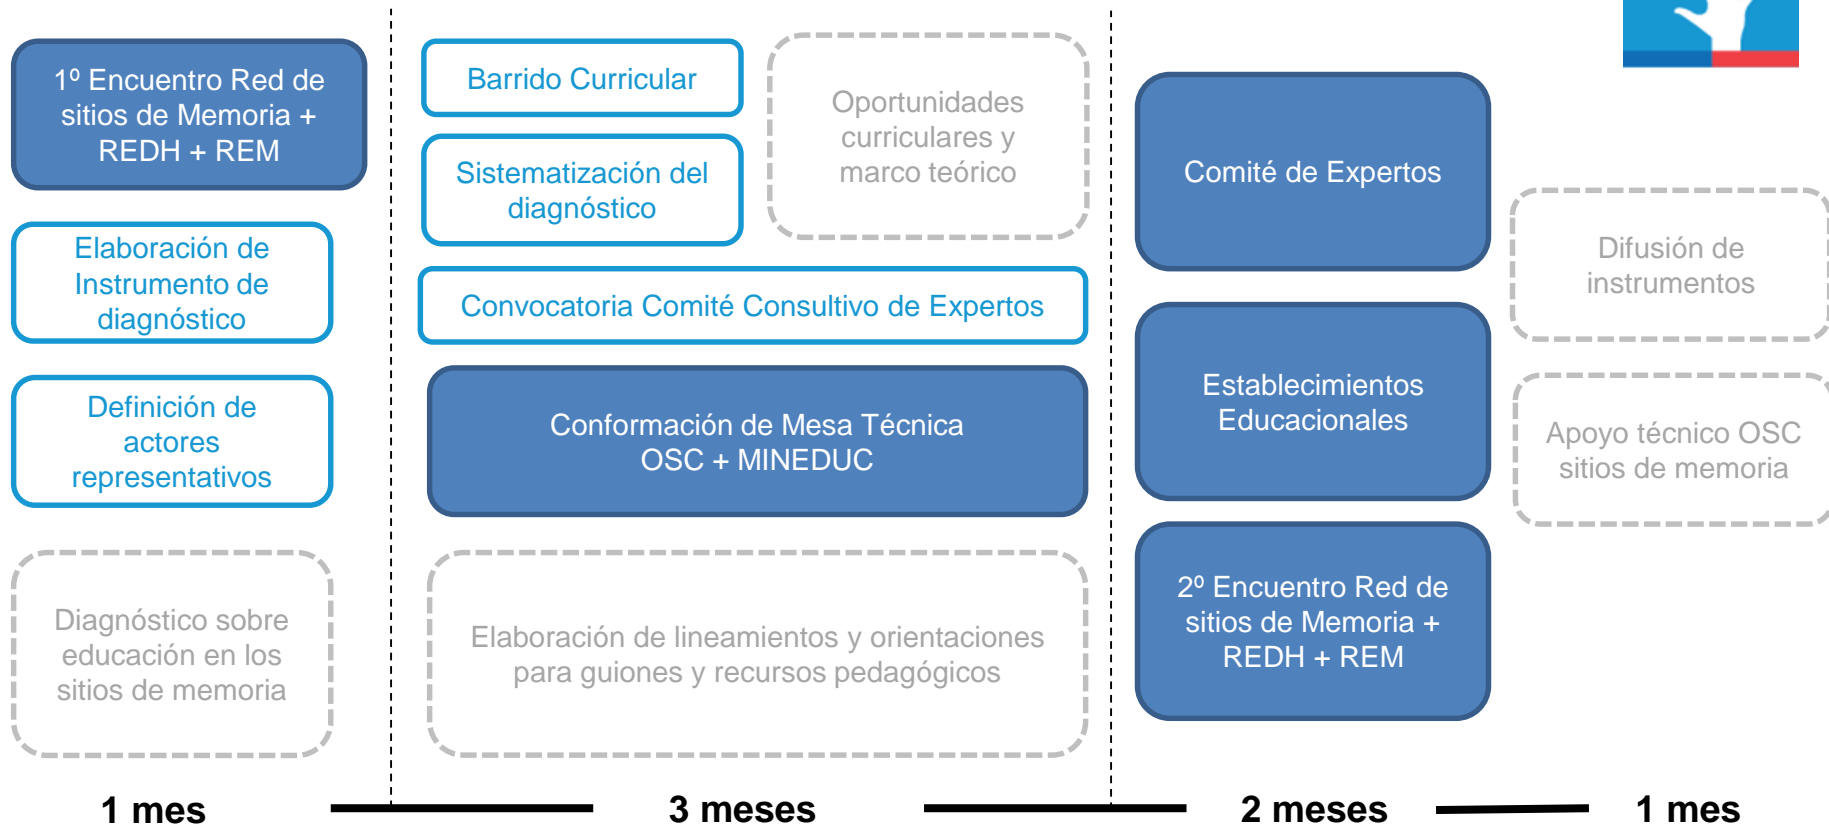 1º Encuentro Red de
sitios de Memoria +
REDH + REM
Elaboración de
Instrumento de
diagnóstico
Definición de
actores
representativos
Diagnóstico sobre
educación en los
sitios de memoria
Barrido Curricular
Sistematización del
diagnóstico
Oportunidades
curriculares y
marco teórico
Convocatoria Comité Consultivo de Expertos
Conformación de Mesa Técnica
OSC + MINEDUC
Elaboración de lineamientos y orientaciones
para guiones y recursos pedagógicos
Comité de Expertos
Establecimientos
Educacionales
2º Encuentro Red de
sitios de Memoria +
REDH + REM
Difusión de
instrumentos
Apoyo técnico OSC
sitios de memoria
1 mes
3 meses
2 meses
1 mes